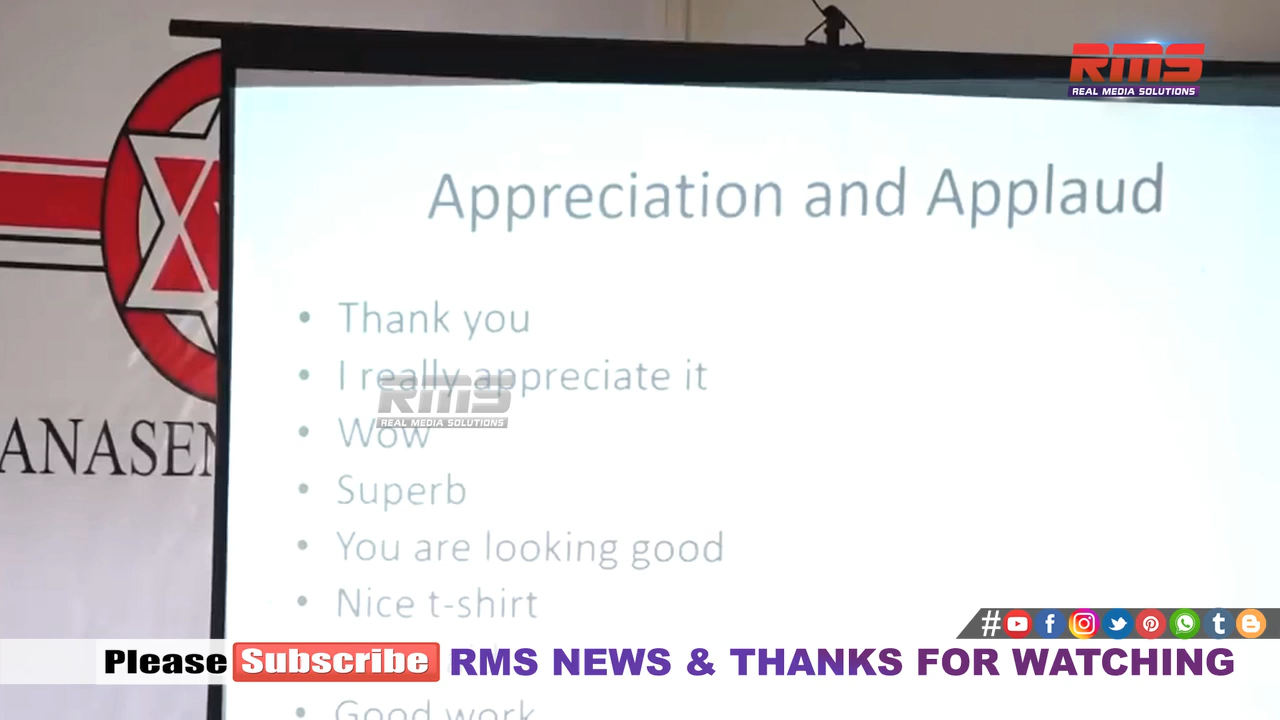 RMS
REAL MEDIA SOLUTIONS
Appreciation and Applaud
• Thank you
• I really appreciate it
RMS
REAL MEDIA SOLUTIONS
• Wow
ANASEN
• Superb
• You are looking good
• Nice t-shirt
#
Please Subscribe RMS NEWS & THANKS FOR WATCHING
• Good work